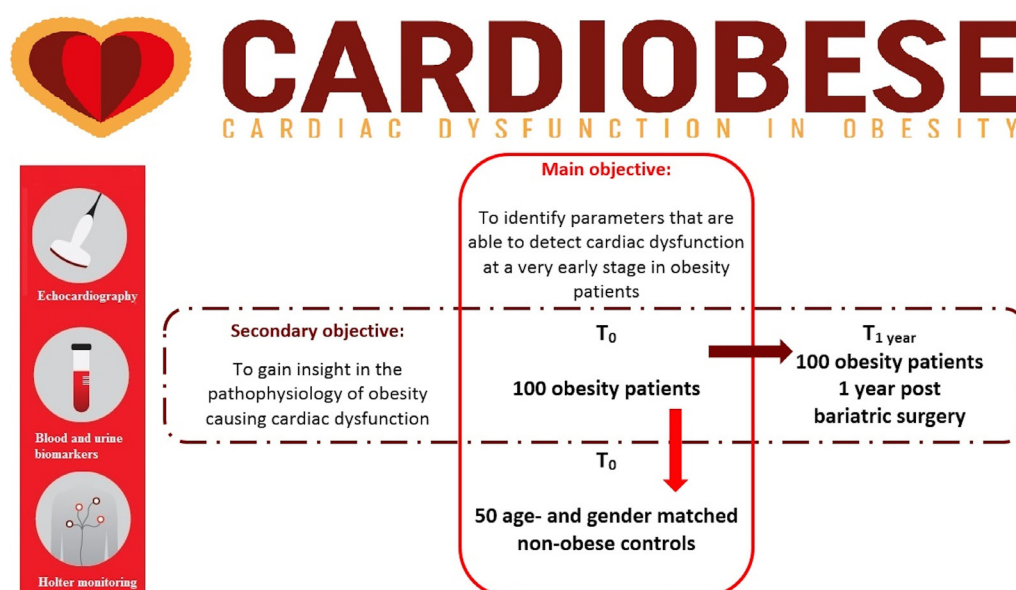 CARDIOBESE
CARDIAC DYSFUNCTION IN OBESITY
Echocardiography
Blood and urine
biomarkers
Holter monitoring
Main objective:
To identify parameters that are
able to detect cardiac dysfunction
at a very early stage in obesity
patients
Secondary objective:
To gain insight in the
pathophysiology of obesity
causing cardiac dysfunction
T0
100 obesity patients
T1 year
100 obesity patients
1 year post
bariatric surgery
T0
50 age- and gender matched
non-obese controls